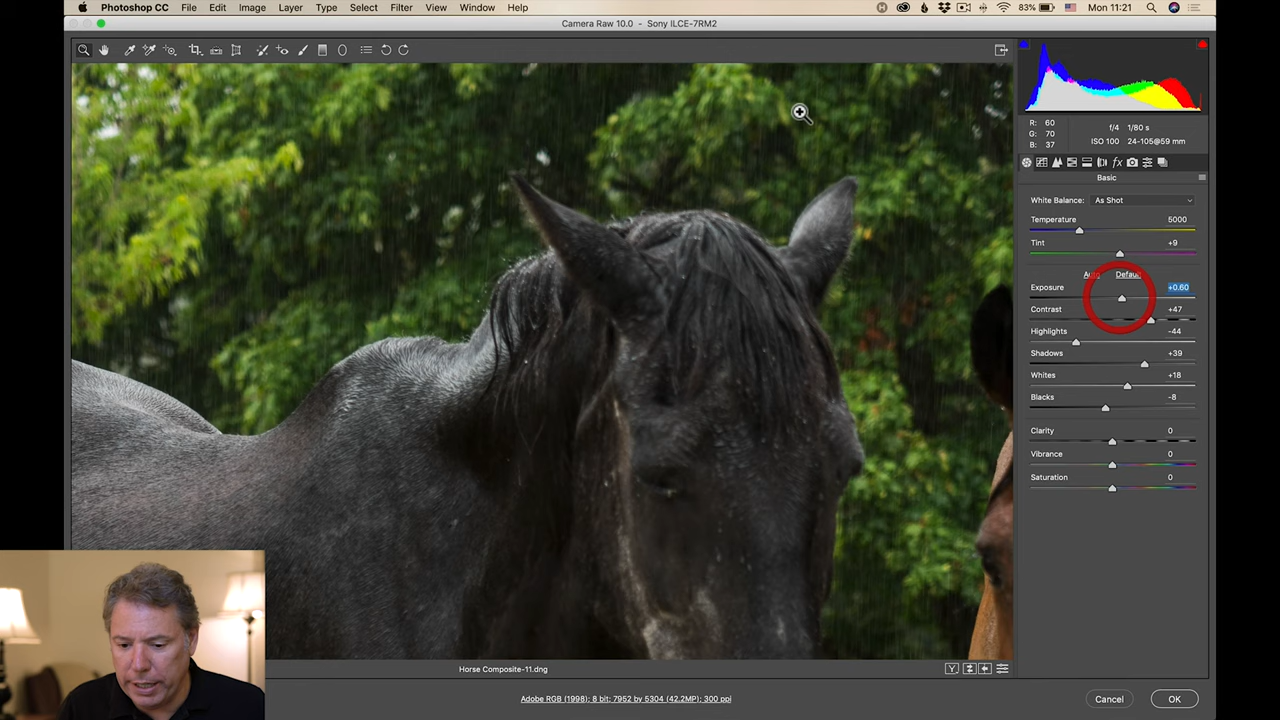 Photoshop CC File Edit Image Layer Type Select Filter View Window Help 83% Mon 11:21
Camera Raw 10.0 - Sony ILCE-7RM2
R: 60
G: 70
B: 37
f/4 1/80 s
ISO 100 24-105@59 mm
fx
Basic
White Balance: As Shot
Temperature 5000
Tint +9
Auto Default
Exposure +0.60
Contrast +47
Highlights -44
Shadows +39
Whites +18
Blacks -8
Clarity 0
Vibrance 0
Saturation 0
Horse Composite-11.dng
Y
Adobe RGB (1998); 8 bit; 7952 by 5304 (42.2MP); 300 ppi
Cancel OK